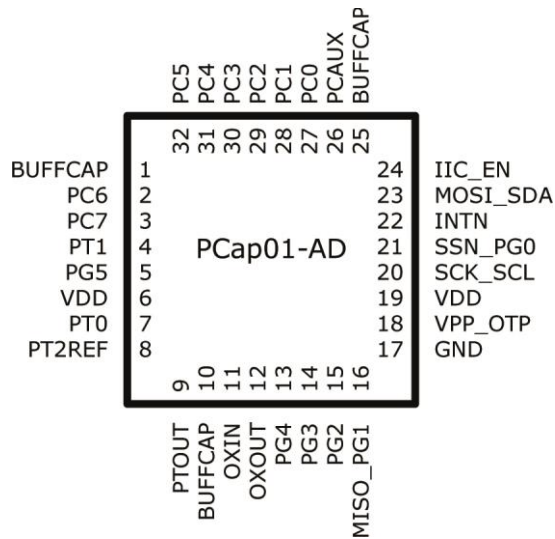 PC5 PC4 PC3 PC2 PC1 PC0 PCAUX BUFFCAP
32 31 30 29 28 27 26 25
BUFFCAP 1 24 IIC_EN
PC6 2 23 MOSI_SDA
PC7 3 22 INTN
PT1 4 21 SSN_PG0
PG5 5 20 SCK_SCL
VDD 6 19 VDD
PT0 7 18 VPP_OTP
PT2REF 8 17 GND
PCap01-AD
9 10 11 12 13 14 15 16
PTOUT BUFFCAP OXIN OXOUT PG4 PG3 PG2 MISO_PG1